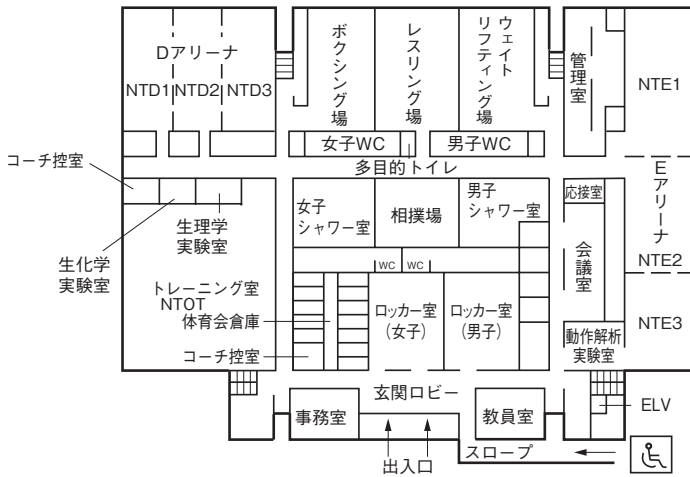 Dアリーナ
NTD1
NTD2
NTD3
ボクシング場
レスリング場
ウェイト
リフティング場
管理室
NTE1
女子WC
男子WC
多目的トイレ
コーチ控室
生理学
実験室
生化学
実験室
女子
シャワー室
相撲場
男子
シャワー室
応接室
Eアリーナ
NTE2
会議室
WC
WC
トレーニング室
NTOT
体育会倉庫
コーチ控室
ロッカー室
(女子)
ロッカー室
(男子)
NTE3
動作解析
実験室
玄関ロビー
事務室
教員室
ELV
出入口
スロープ